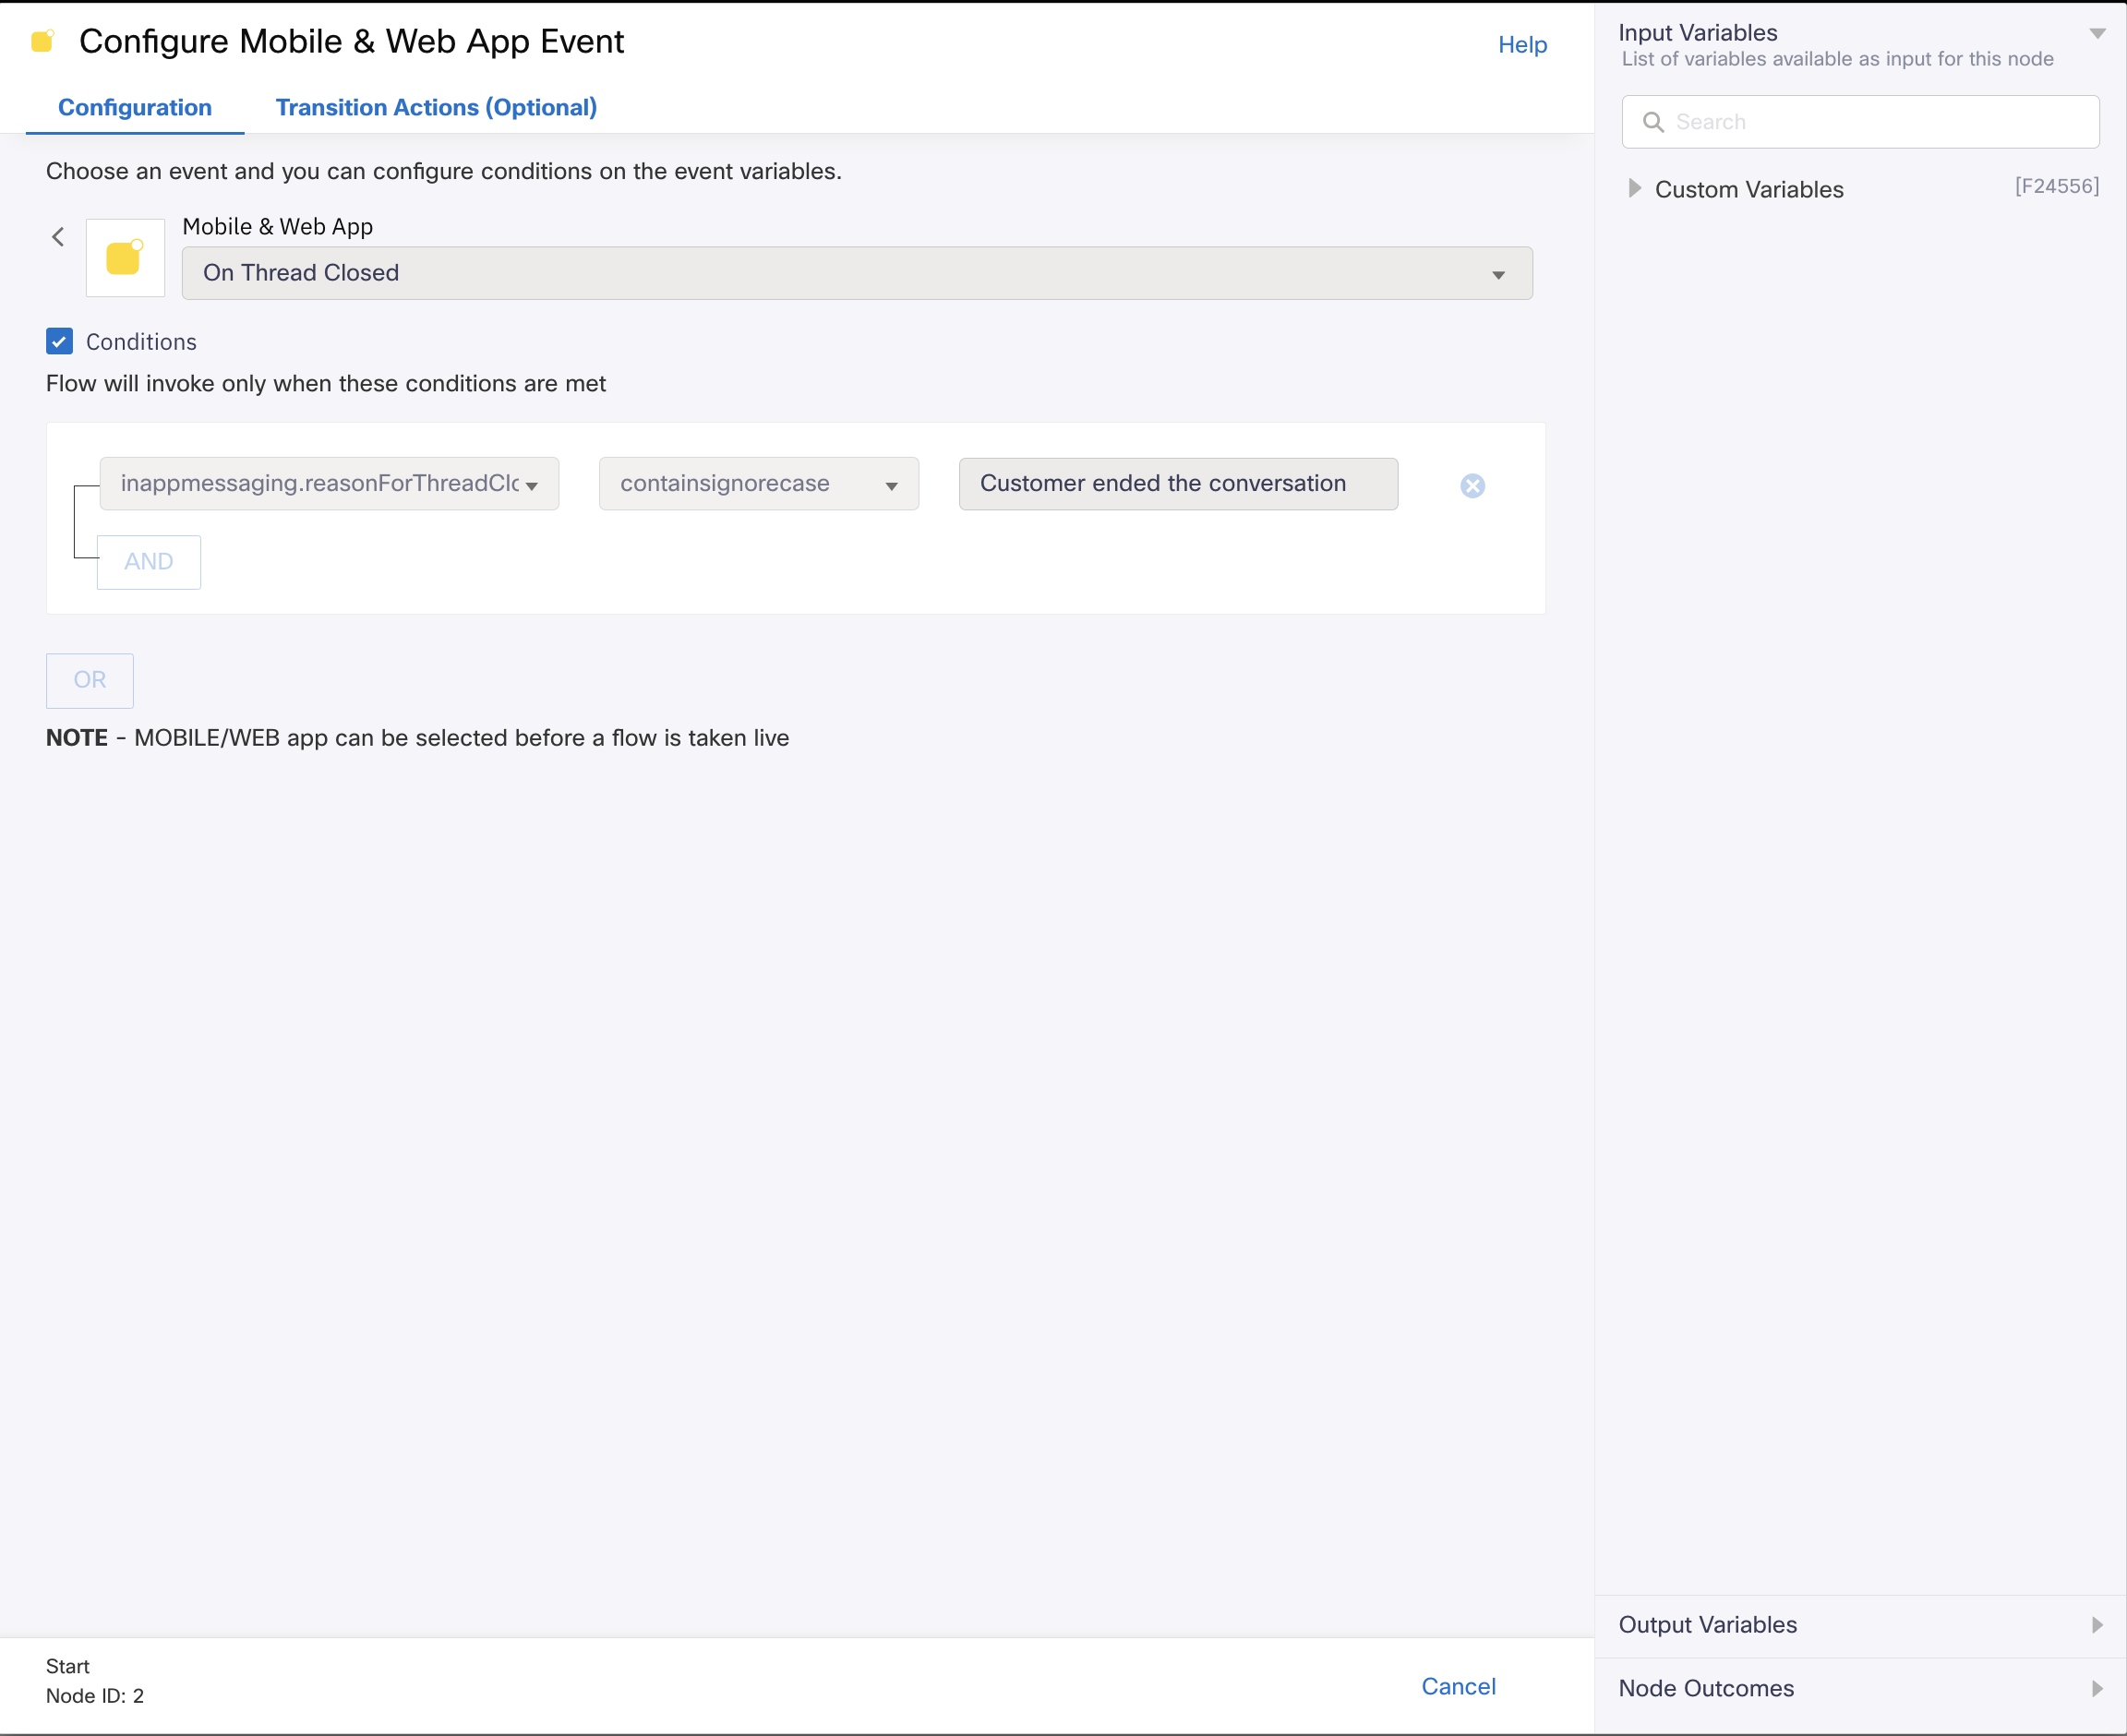 Configure Mobile & Web App Event
Help
Configuration
Transition Actions (Optional)
Choose an event and you can configure conditions on the event variables.
Mobile & Web App
On Thread Closed
Conditions
Flow will invoke only when these conditions are met
inappmessaging.reasonForThreadClo
containsignorecase
Customer ended the conversation
AND
OR
NOTE - MOBILE/WEB app can be selected before a flow is taken live
Start
Node ID: 2
Cancel
Input Variables
List of variables available as input for this node
Search
Custom Variables
[F24556]
Output Variables
Node Outcomes